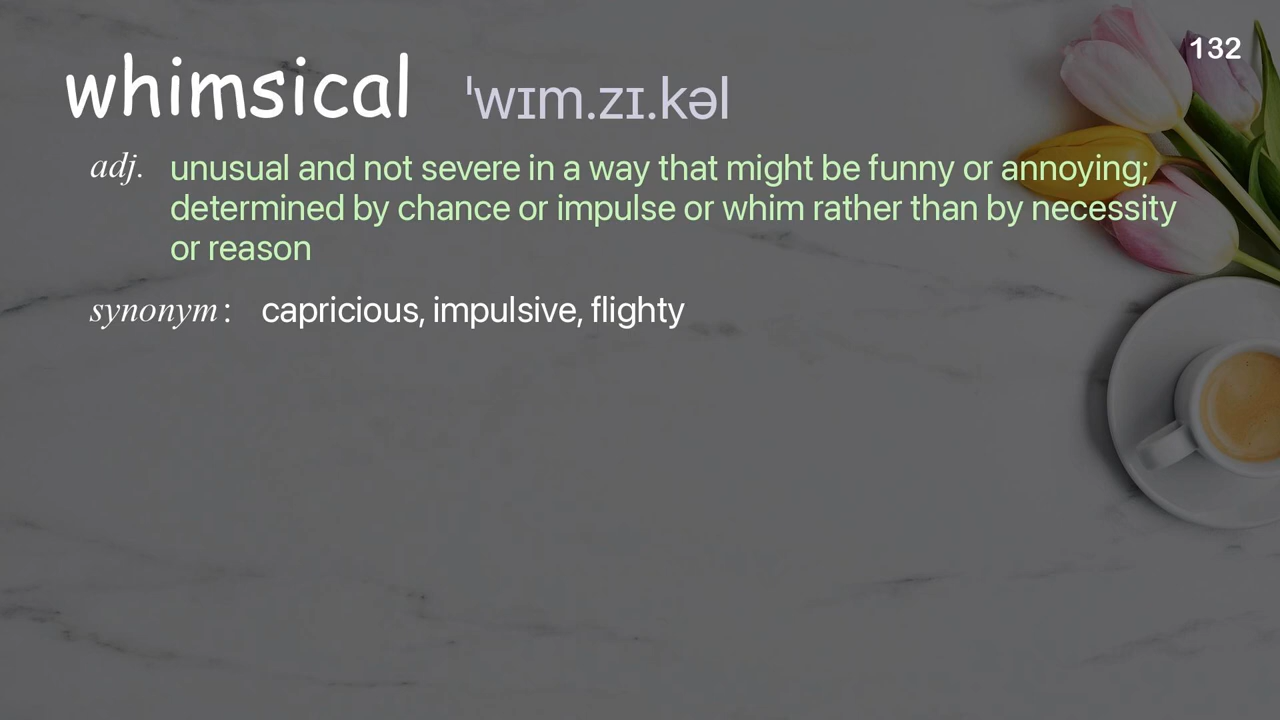 132
whimsical ˈwɪm.zɪ.kəl
adj. unusual and not severe in a way that might be funny or annoying;
determined by chance or impulse or whim rather than by necessity
or reason
synonym: capricious, impulsive, flighty